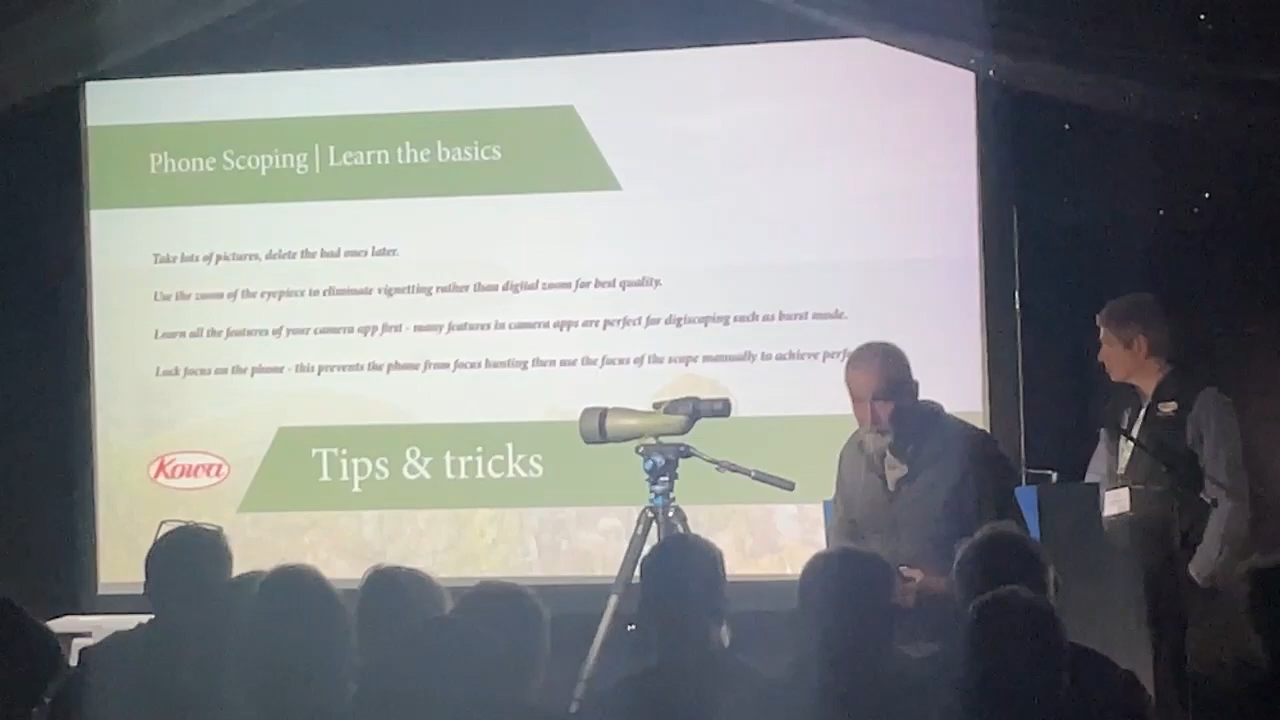 Phone Scoping | Learn the basics
Take lots of pictures, delete the bad ones later.
Use the zoom of the eyepiece to eliminate vignetting rather than digital zoom for best quality.
Learn all the features of your camera app first - many features in camera apps are perfect for digiscoping such as burst mode.
Lock focus on the phone - this prevents the phone from focus hunting then use the focus of the scope manually to achieve
Kowa
Tips & tricks